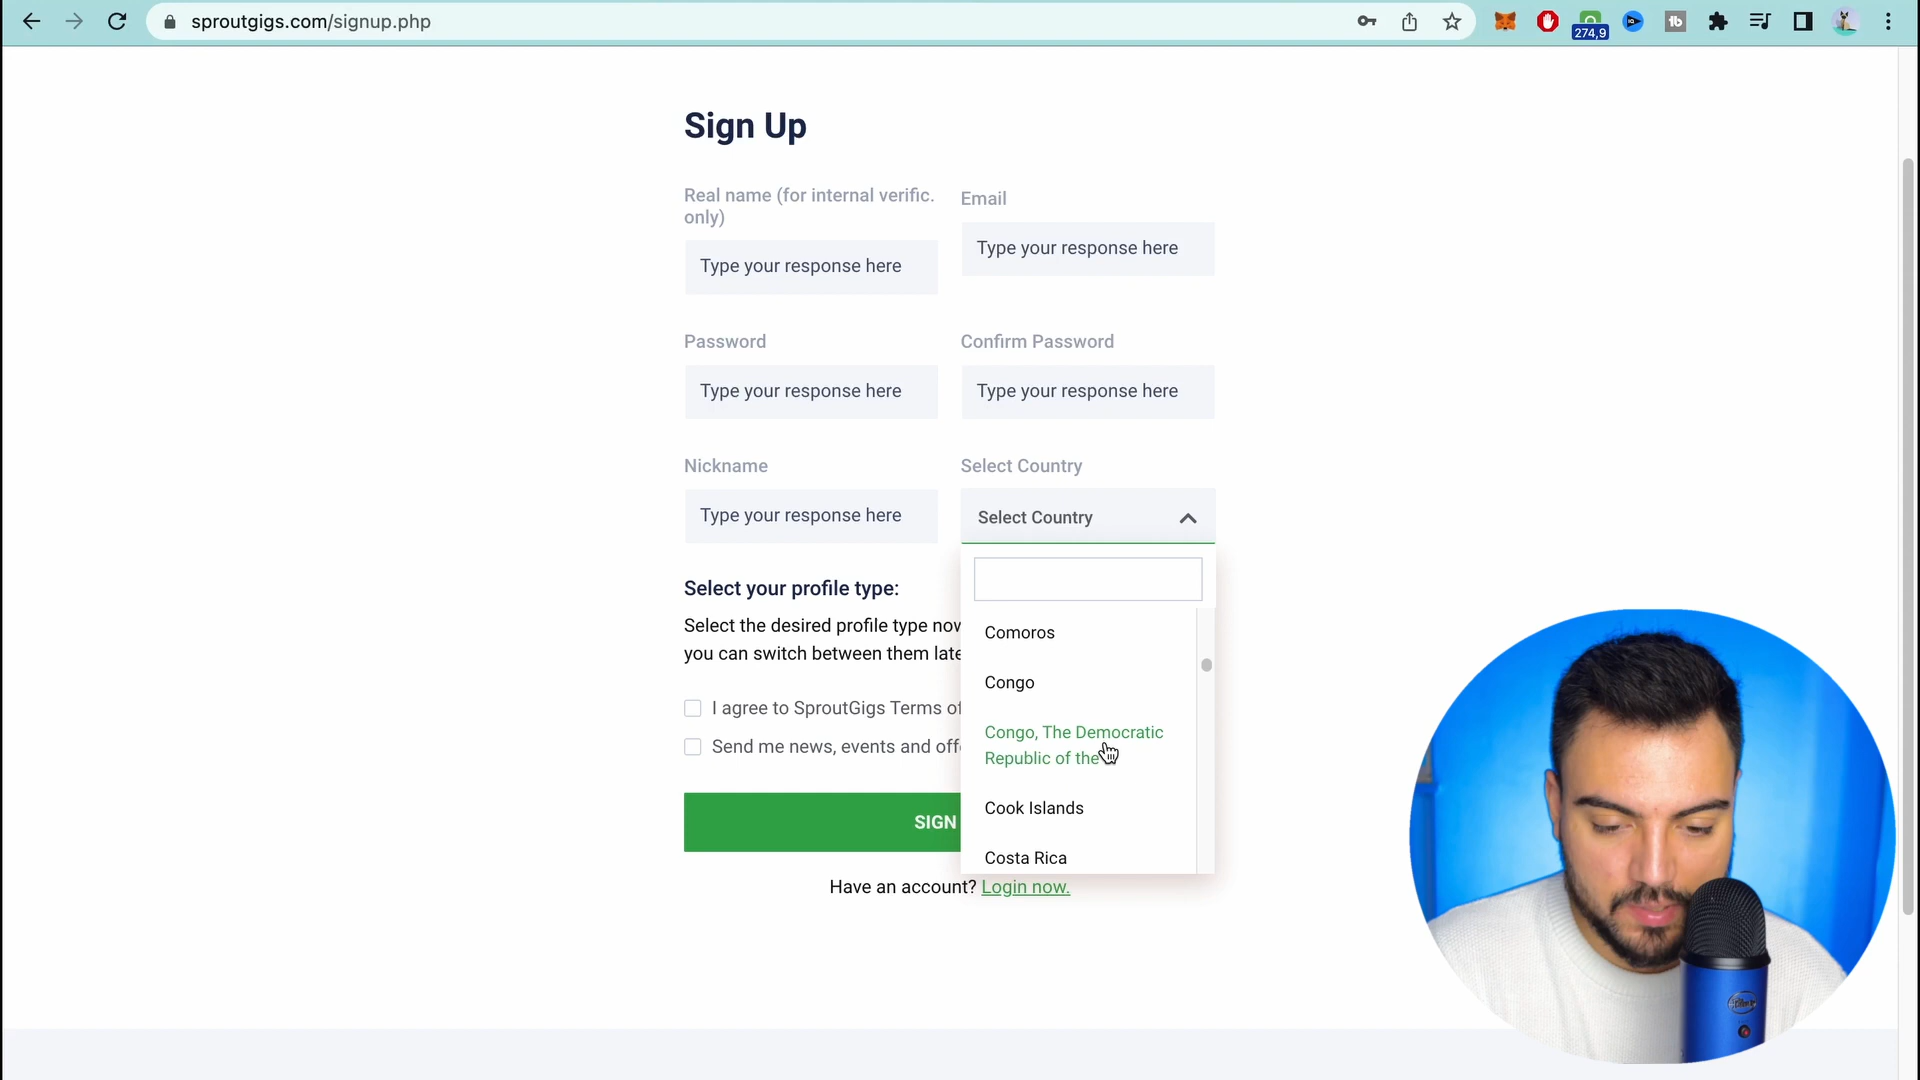 sproutgigs.com/signup.php
274,9
Sign Up
Real name (for internal verific.
only)
Email
Type your response here
Type your response here
Password
Confirm Password
Type your response here
Type your response here
Nickname
Select Country
Type your response here
Select Country
Select your profile type:
Select the desired profile type now
you can switch between them late
Comoros
Congo
Congo, The Democratic
Republic of the
Cook Islands
Costa Rica
I agree to SproutGigs Terms of
Send me news, events and off
SIGN
Have an account? Login now.